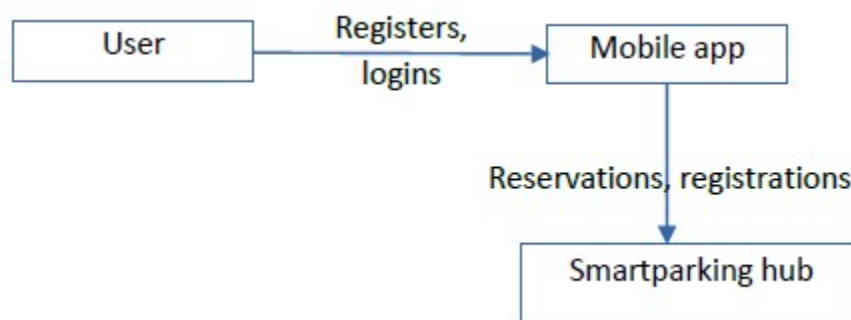 User
Registers,
logins
Mobile app
Reservations, registrations
Smartparking hub